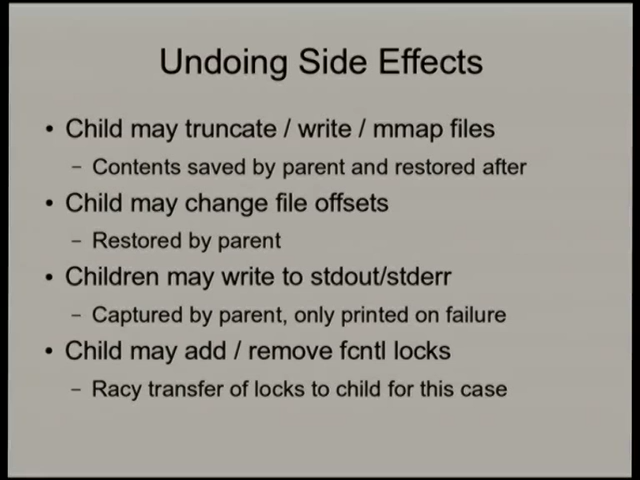 Undoing Side Effects
• Child may truncate / write / mmap files
– Contents saved by parent and restored after
• Child may change file offsets
– Restored by parent
• Children may write to stdout/stderr
– Captured by parent, only printed on failure
• Child may add / remove fcntl locks
– Racy transfer of locks to child for this case